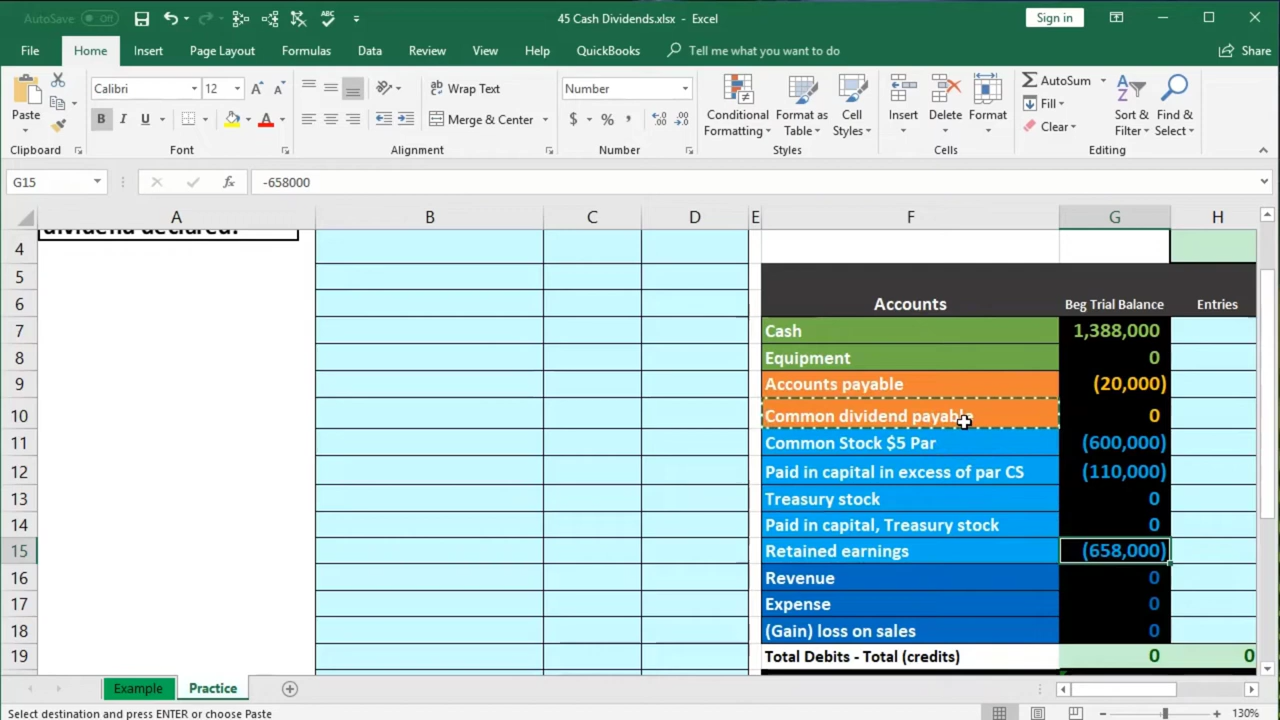 AutoSave Off 45 Cash Dividends.xlsx - Excel Sign in
File Home Insert Page Layout Formulas Data Review View Help QuickBooks Tell me what you want to do Share
Paste Calibri 12 Wrap Text Number Conditional Formatting Format as Table Cell Styles Insert Delete Format AutoSum Sort & Filter Find & Select
B I U A Merge & Center $ % , Fill
Clear
Clipboard Font Alignment Number Styles Cells Editing
G15 fx -658000
A B C D E F G H
dividend declared.
4
5
6 Accounts Beg Trial Balance Entries
7 Cash 1,388,000
8 Equipment 0
9 Accounts payable (20,000)
10 Common dividend payable 0
11 Common Stock $5 Par (600,000)
12 Paid in capital in excess of par CS (110,000)
13 Treasury stock 0
14 Paid in capital, Treasury stock 0
15 Retained earnings (658,000)
16 Revenue 0
17 Expense 0
18 (Gain) loss on sales 0
19 Total Debits - Total (credits) 0 0
Example Practice
Select destination and press ENTER or choose Paste 130%